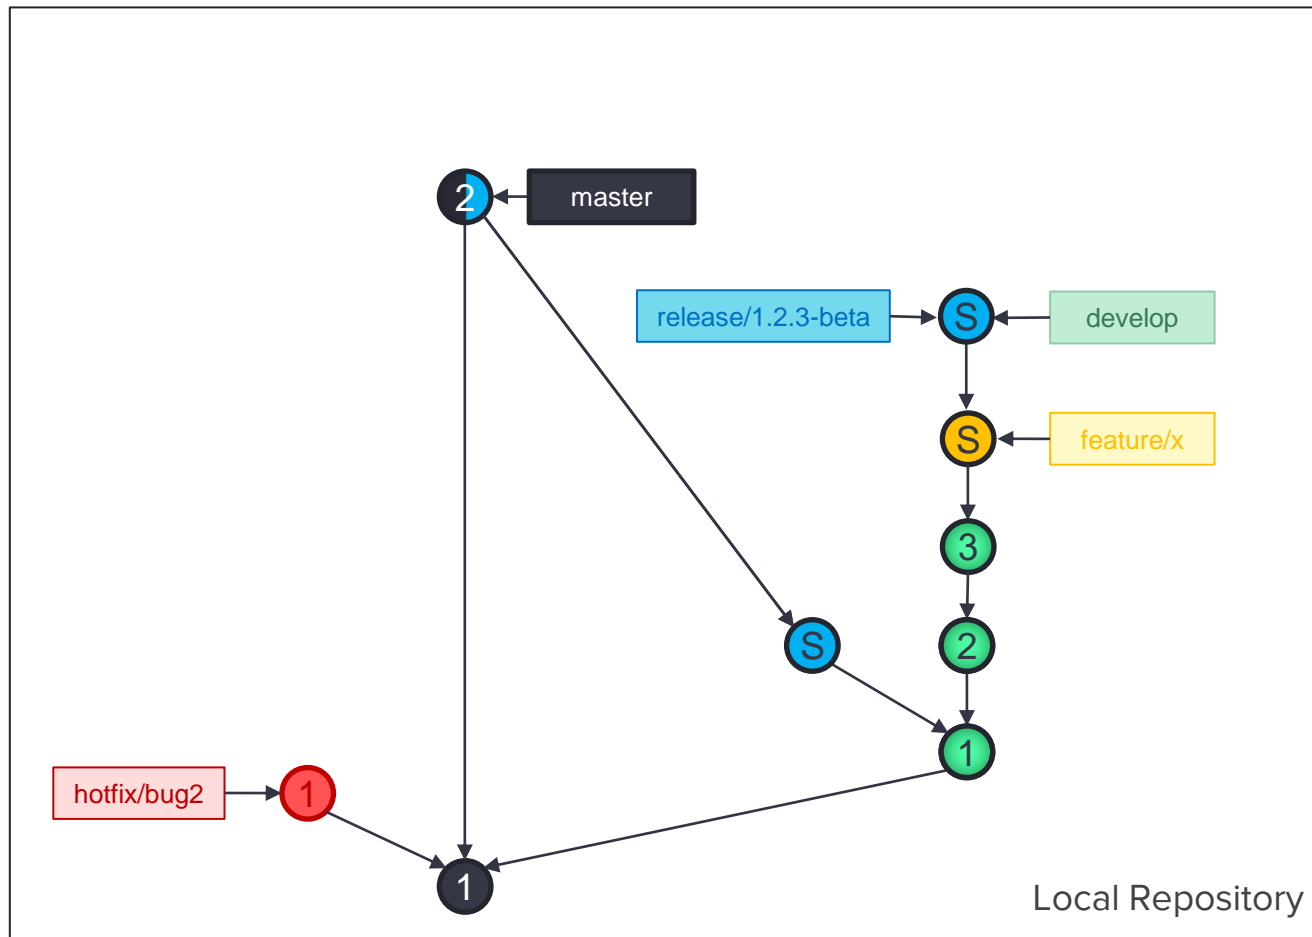 2
master
release/1.2.3-beta
S
develop
S
feature/x
3
S
2
1
hotfix/bug2
1
1
Local Repository